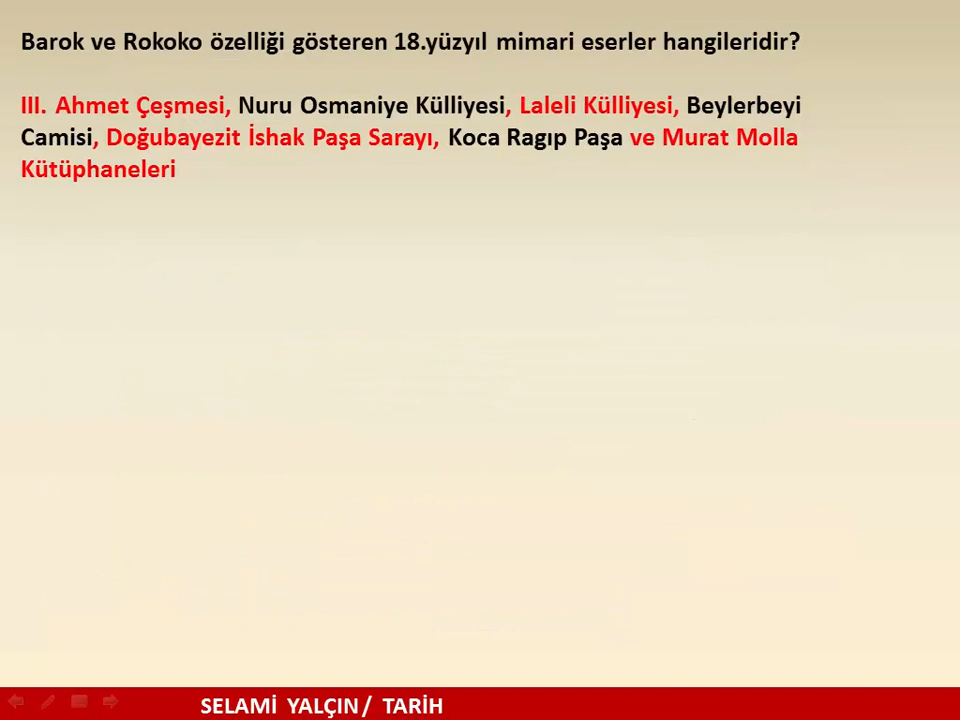 Barok ve Rokoko özelliği gösteren 18.yüzyıl mimari eserler hangileridir?
III. Ahmet Çeşmesi, Nuru Osmaniye Külliyesi, Laleli Külliyesi, Beylerbeyi
Camisi, Doğubayezit İshak Paşa Sarayı, Koca Ragıp Paşa ve Murat Molla
Kütüphaneleri
SELAMİ YALÇIN / TARİH